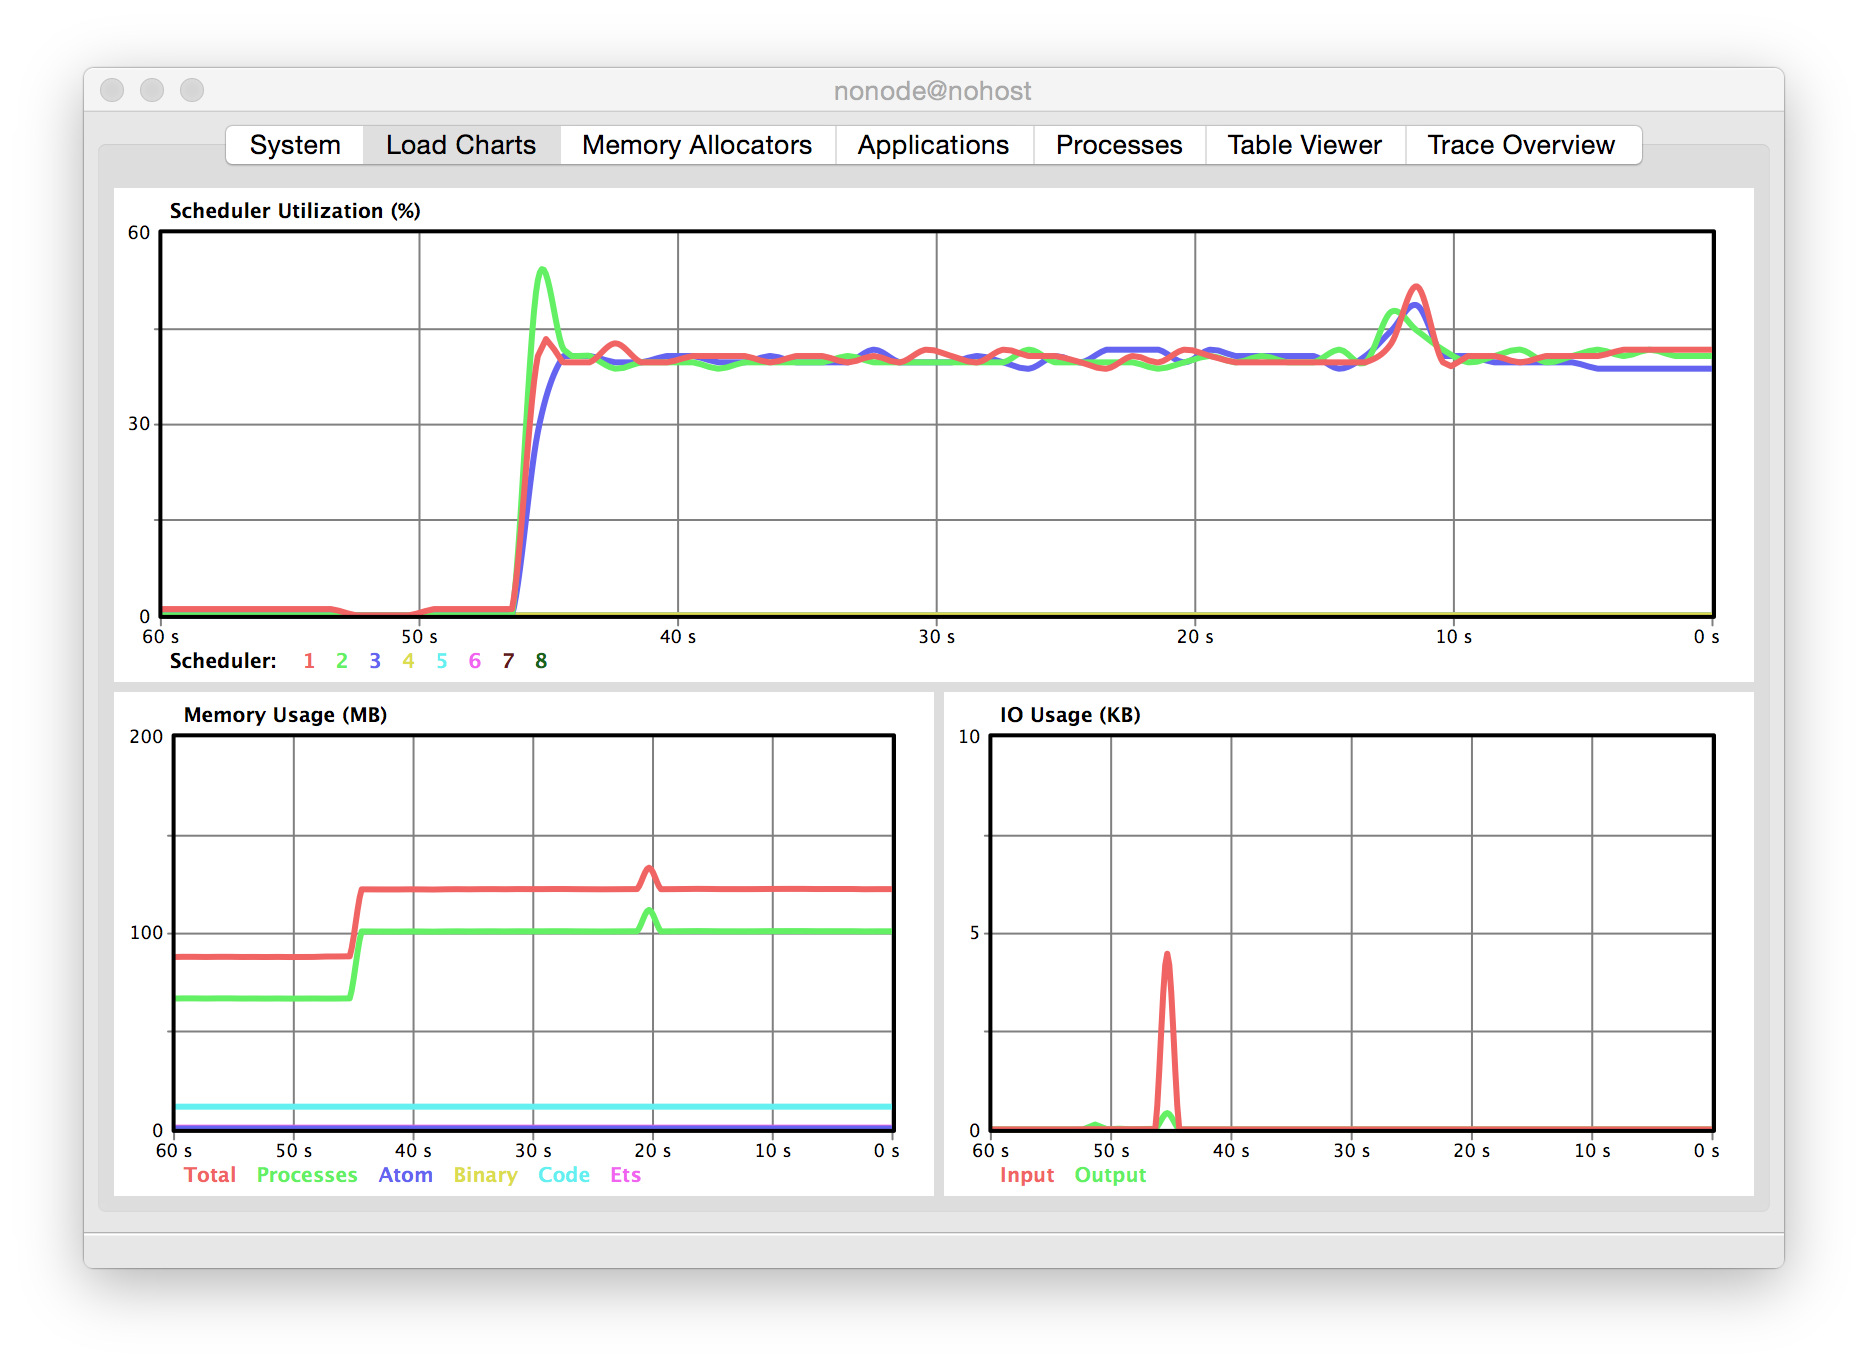 nonode@nohost
System Load Charts Memory Allocators Applications Processes Table Viewer Trace Overview
Scheduler Utilization (%)
60
30
0
60 s 50 s 40 s 30 s 20 s 10 s 0 s
Scheduler: 1 2 3 4 5 6 7 8
Memory Usage (MB)
200
100
0
60 s 50 s 40 s 30 s 20 s 10 s 0 s
Total Processes Atom Binary Code Ets
IO Usage (KB)
10
5
0
60 s 50 s 40 s 30 s 20 s 10 s 0 s
Input Output